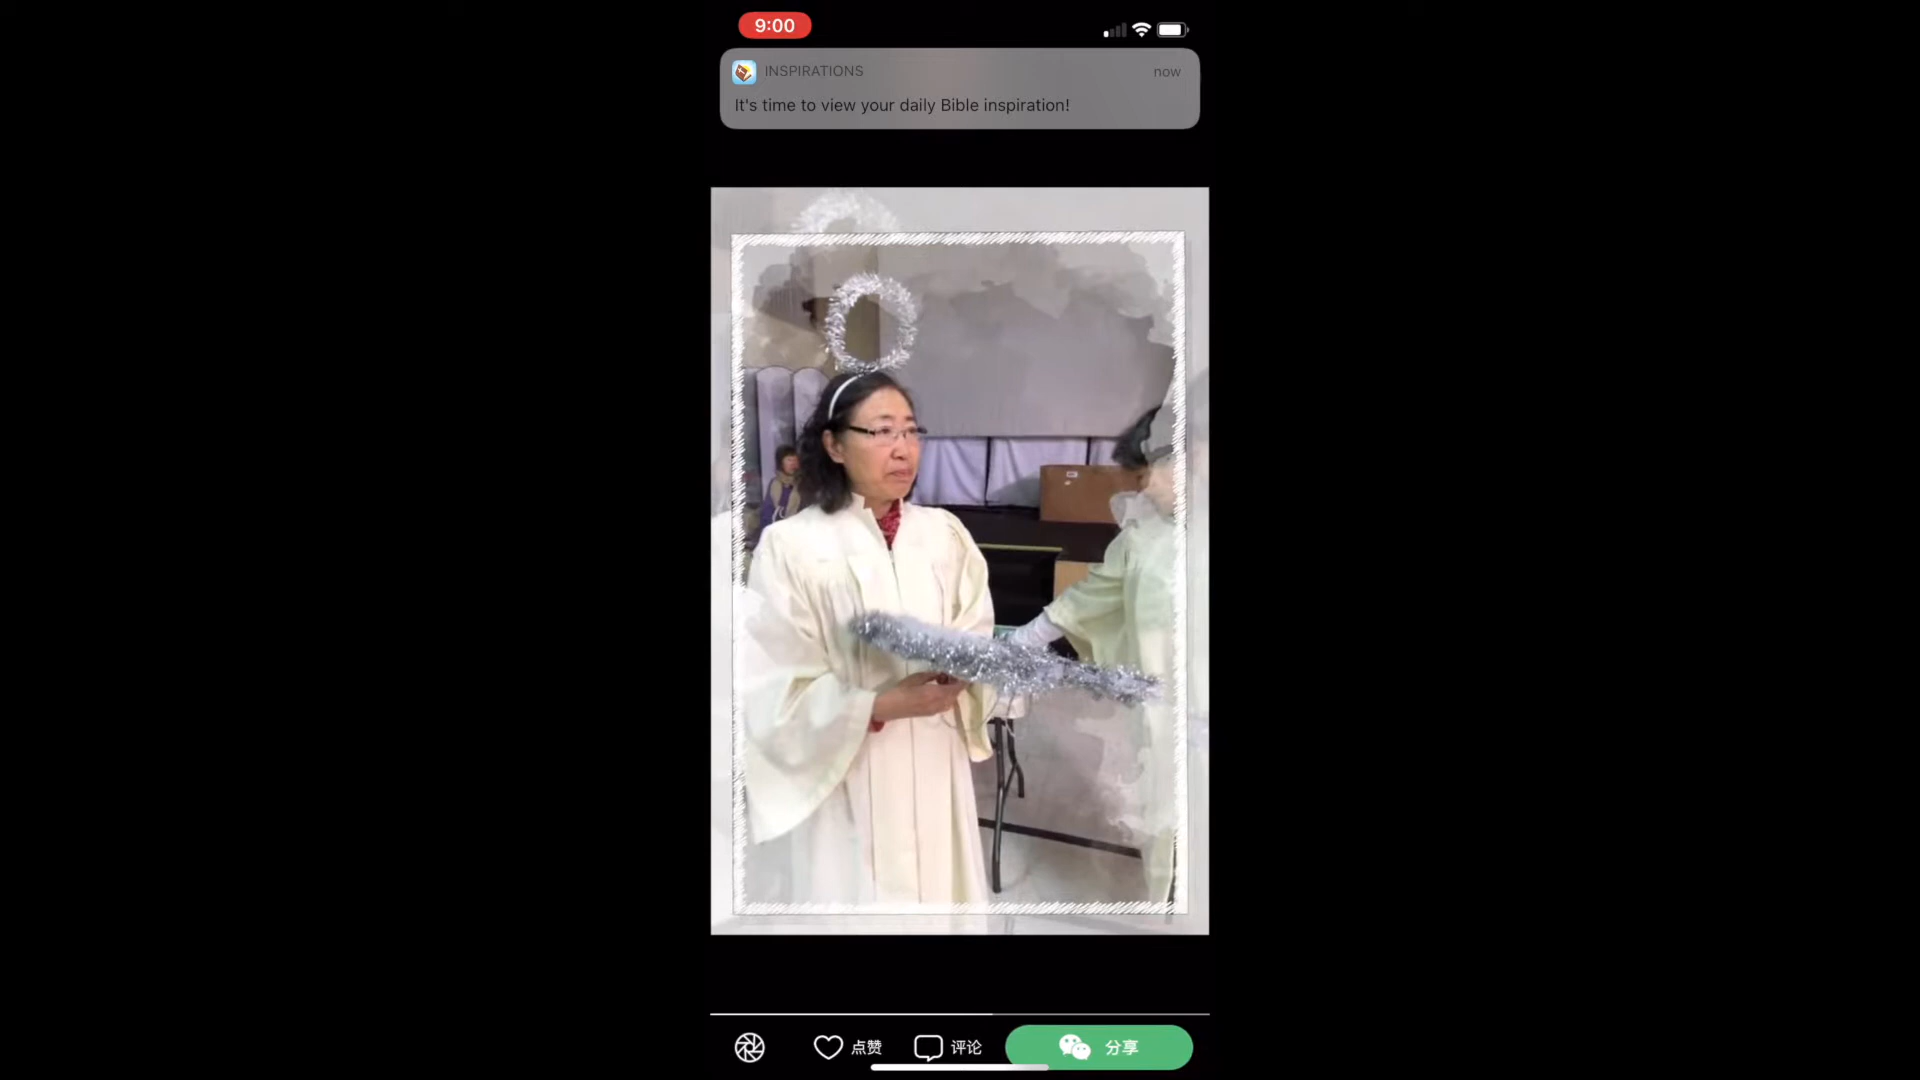 9:00
INSPIRATIONS
now
It's time to view your daily Bible inspiration!
点赞
评论
分享